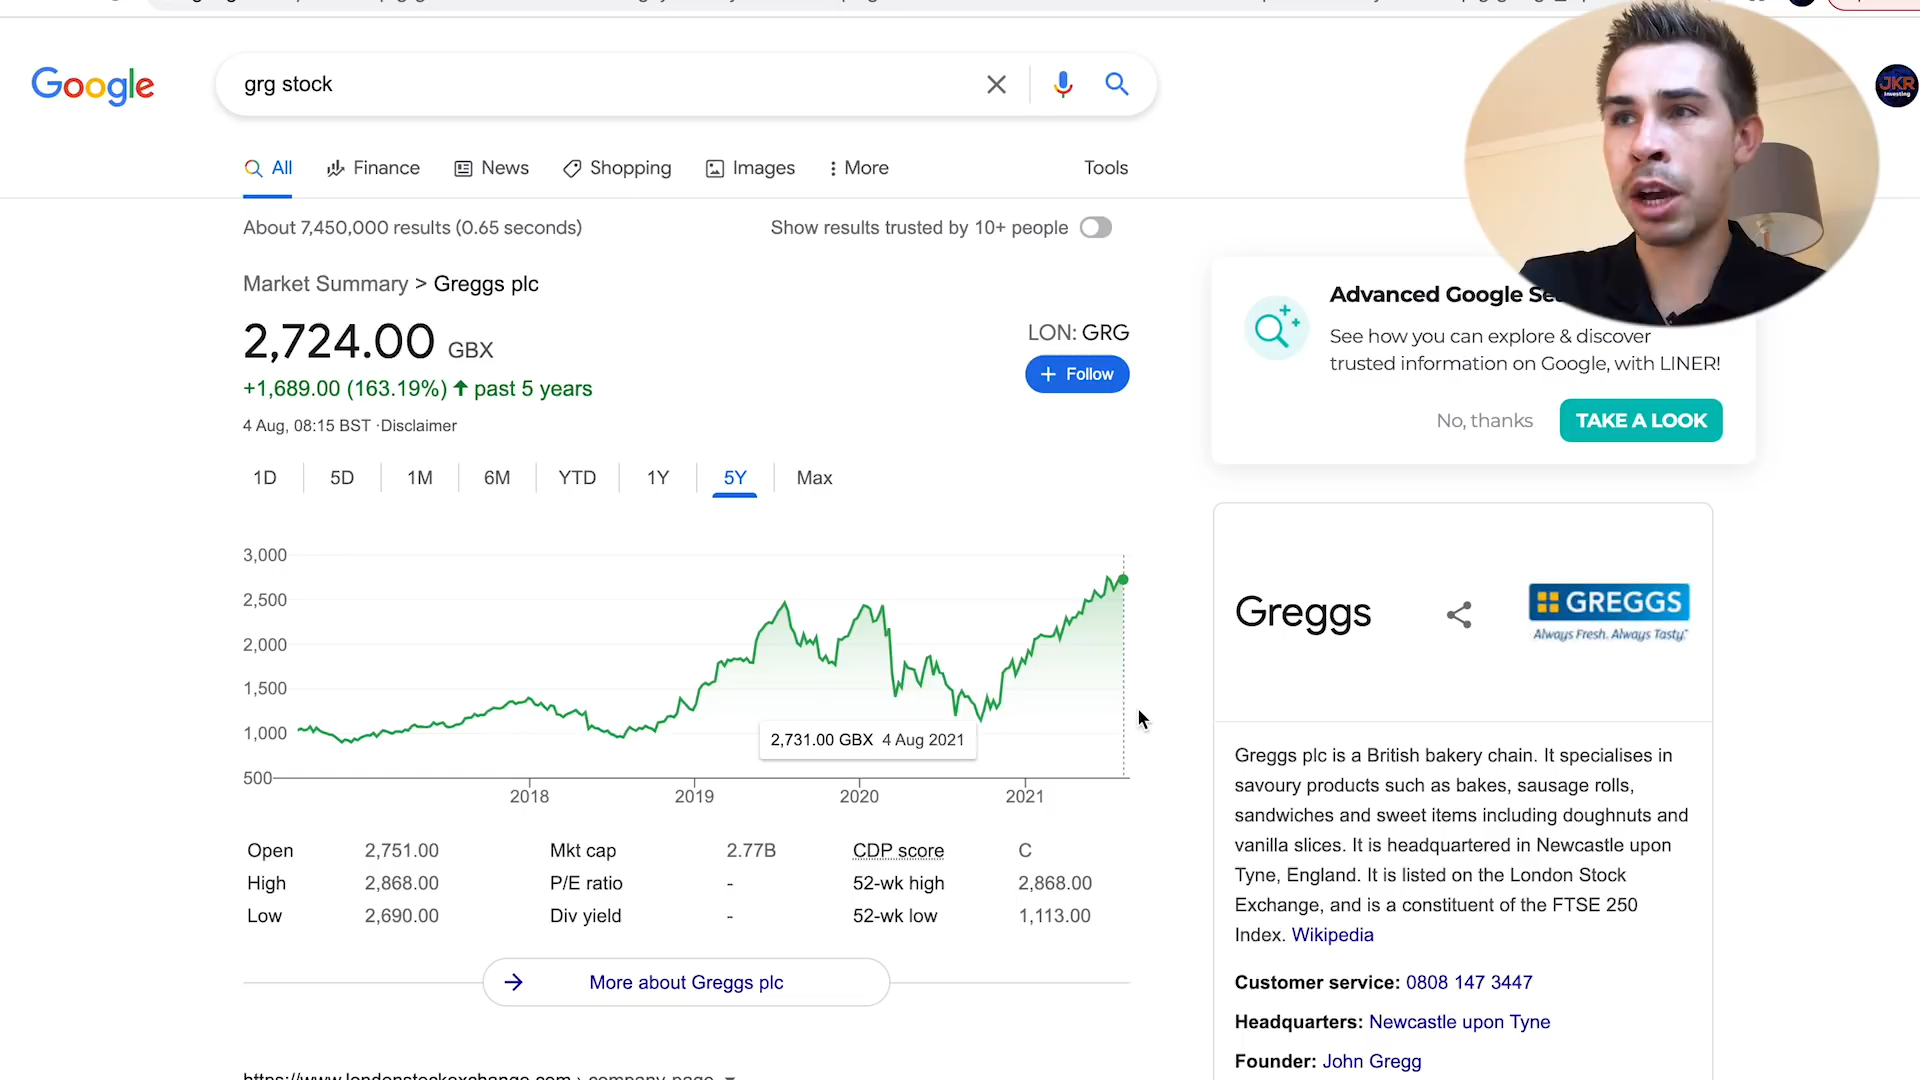 Google
grg stock
JKR
Investing
All
Finance
News
Shopping
Images
More
Tools
About 7,450,000 results (0.65 seconds)
Show results trusted by 10+ people
Market Summary > Greggs plc
2,724.00 GBX
+1,689.00 (163.19%) past 5 years
4 Aug, 08:15 BST ·Disclaimer
LON: GRG
+ Follow
1D
5D
1M
6M
YTD
1Y
5Y
Max
3,000
2,500
2,000
1,500
1,000
500
2,731.00 GBX 4 Aug 2021
2018
2019
2020
2021
Open 2,751.00
High 2,868.00
Low 2,690.00
Mkt cap 2.77B
P/E ratio -
Div yield -
CDP score C
52-wk high 2,868.00
52-wk low 1,113.00
More about Greggs plc
https://www.londonstockexchange.com › company-page
Advanced Google
See how you can explore & discover
trusted information on Google, with LINER!
No, thanks
TAKE A LOOK
Greggs
GREGGS
Always Fresh. Always Tasty.
Greggs plc is a British bakery chain. It specialises in
savoury products such as bakes, sausage rolls,
sandwiches and sweet items including doughnuts and
vanilla slices. It is headquartered in Newcastle upon
Tyne, England. It is listed on the London Stock
Exchange, and is a constituent of the FTSE 250
Index. Wikipedia
Customer service: 0808 147 3447
Headquarters: Newcastle upon Tyne
Founder: John Gregg